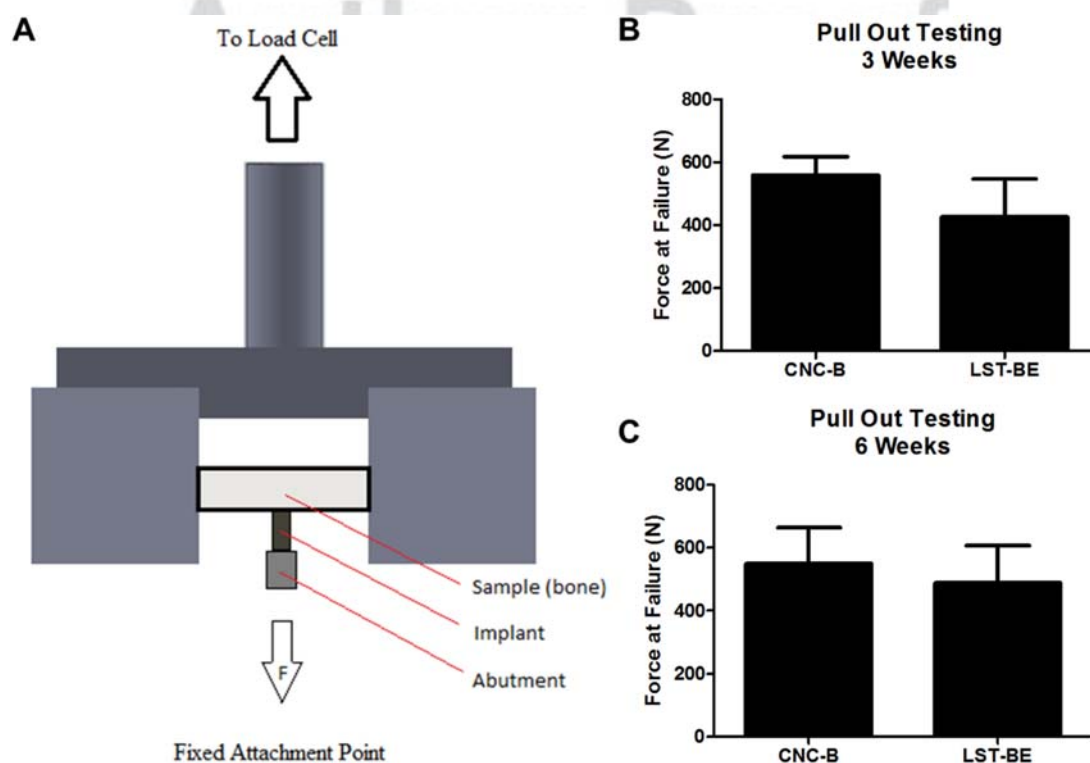 A
To Load Cell
Sample (bone)
Implant
Abutment
F
Fixed Attachment Point
B
Pull Out Testing
3 Weeks
Force at Failure (N)
800
600
400
200
0
CNC-B
LST-BE
C
Pull Out Testing
6 Weeks
Force at Failure (N)
800
600
400
200
0
CNC-B
LST-BE